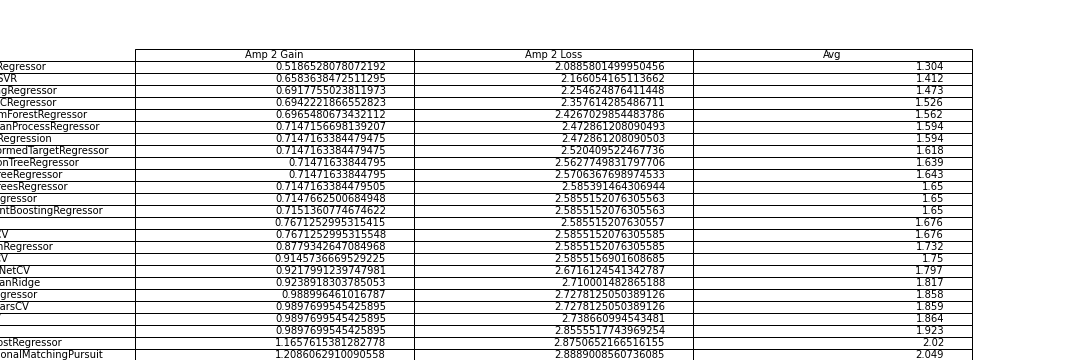 Amp 2 Gain Amp 2 Loss Avg
Regressor 0.5186528078072192 2.0885801499950456 1.304
SVR 0.6583638472511295 2.166054165113662 1.412
ngRegressor 0.6917755023811973 2.254624876411448 1.473
CRegressor 0.6942221866552823 2.357614285486711 1.526
mForestRegressor 0.6965480673432112 2.4267029854483786 1.562
anProcessRegressor 0.7147156698139207 2.472861208090493 1.594
Regression 0.7147163384479475 2.472861208090503 1.594
ormedTargetRegressor 0.7147163384479475 2.520409522467736 1.618
onTreeRegressor 0.71471633844795 2.5627749831797706 1.639
reeRegressor 0.71471633844795 2.5706367698974533 1.643
reesRegressor 0.7147163384479505 2.585391464306944 1.65
egressor 0.7147662500684948 2.5855152076305563 1.65
ntBoostingRegressor 0.7151360774674622 2.5855152076305563 1.65
0.7671252995315415 2.585515207630557 1.676
CV 0.7671252995315548 2.5855152076305585 1.676
nRegressor 0.8779342647084968 2.5855152076305585 1.732
CV 0.9145736669529225 2.5855156901608685 1.75
NetCV 0.9217991239747981 2.6716124541342787 1.797
anRidge 0.9238918303785053 2.710001482865188 1.817
egressor 0.988996461016787 2.7278125050389126 1.858
arsCV 0.9897699545425895 2.7278125050389126 1.859
0.9897699545425895 2.738660994543481 1.864
0.9897699545425895 2.8555517743969254 1.923
ostRegressor 1.1657615381282778 2.8750652166516155 2.02
onalMatchingPursuit 1.2086062910090558 2.8889008560736085 2.049